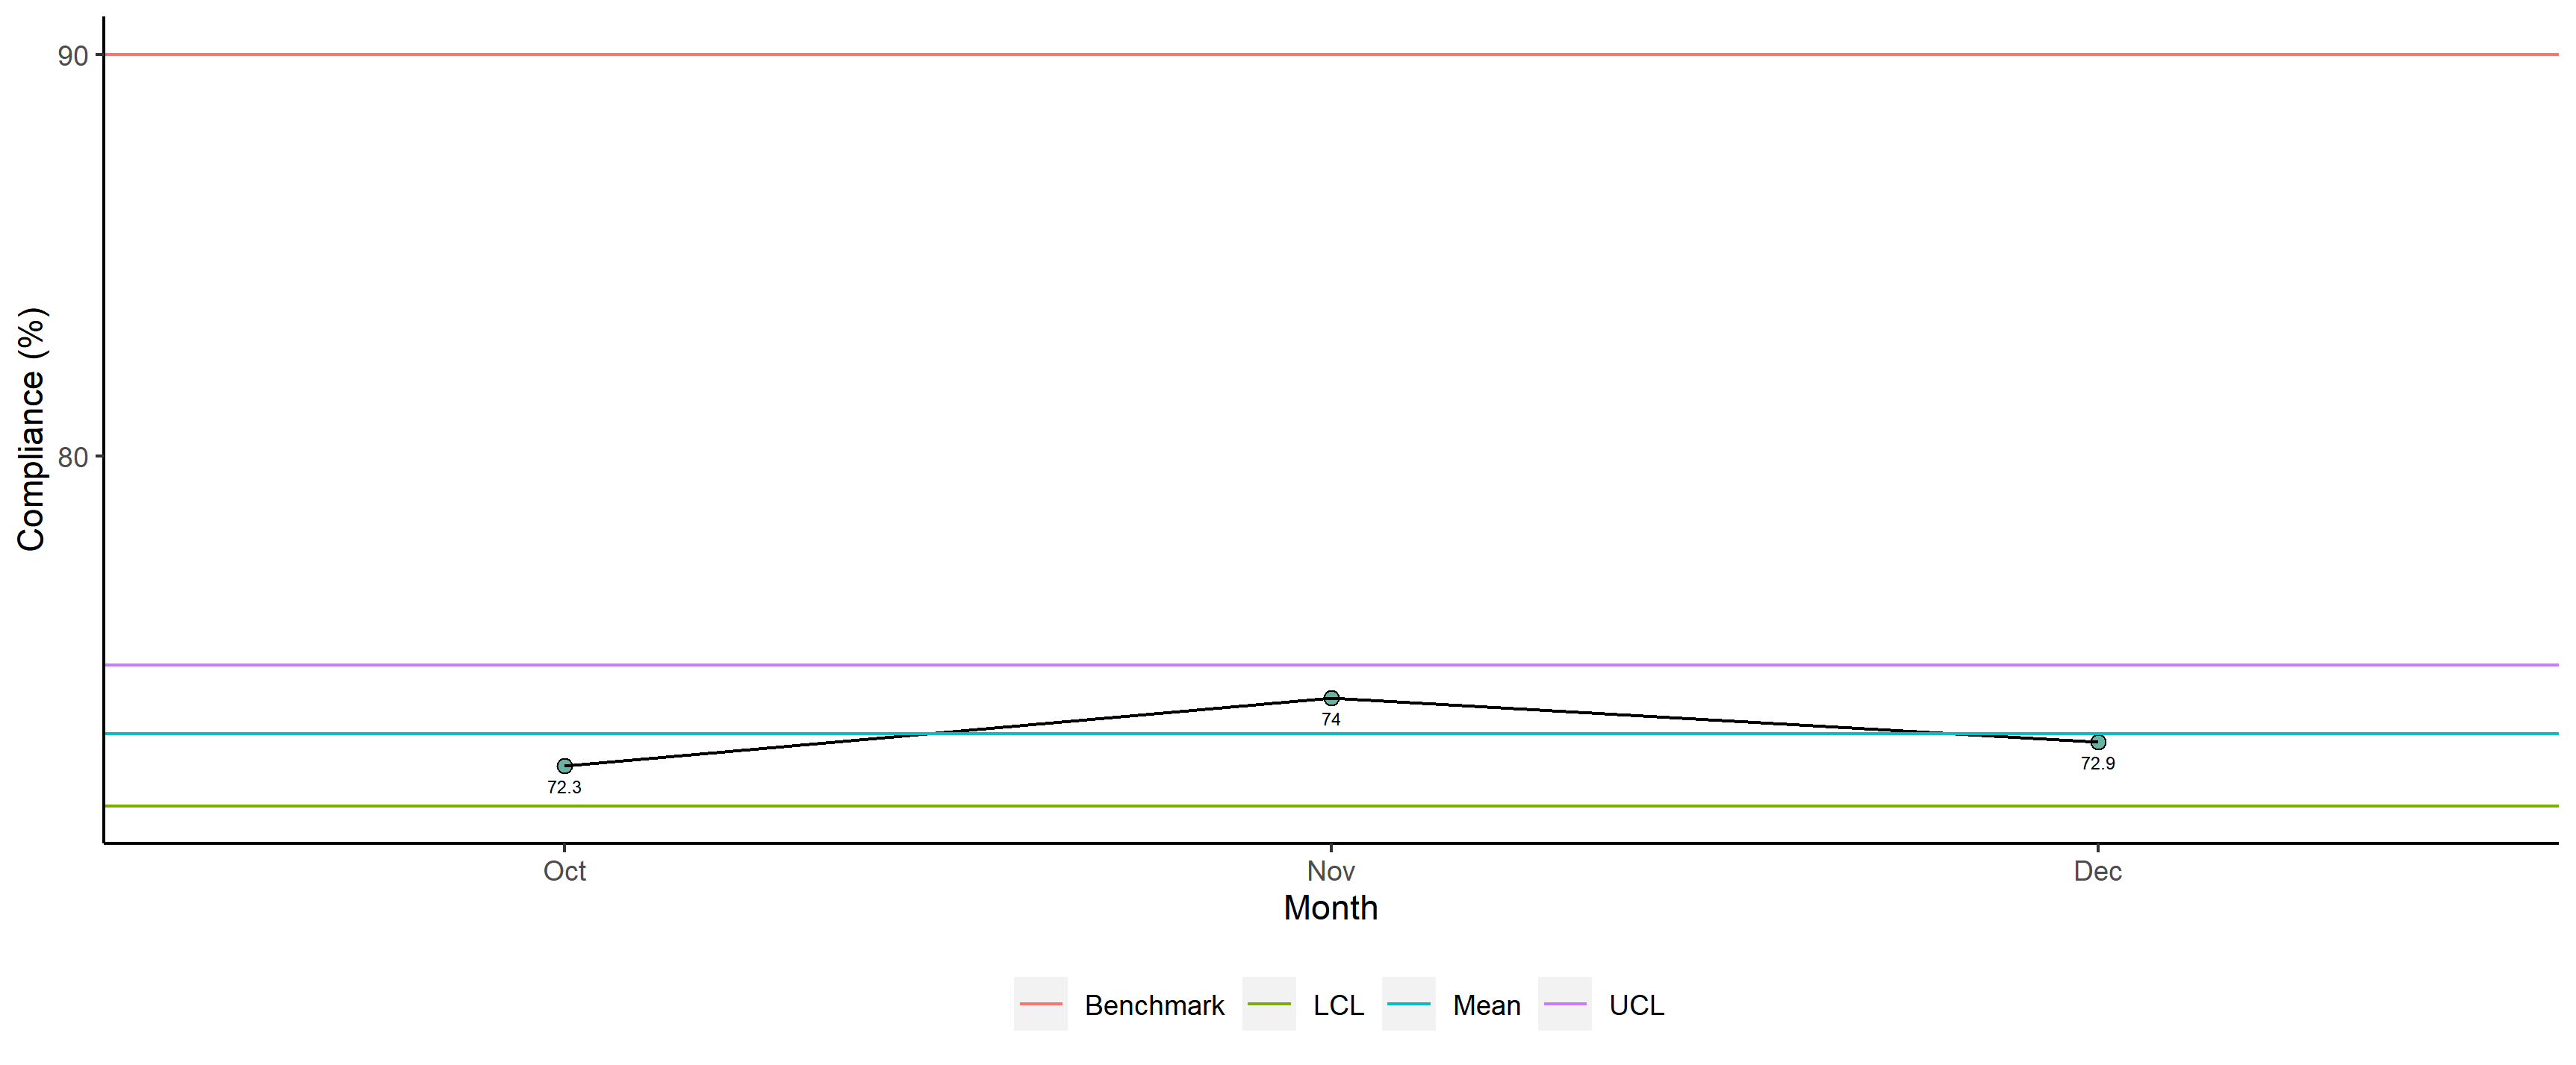 90
80
Compliance (%)
72.3
74
72.9
Oct Nov Dec
Month
Benchmark LCL Mean UCL